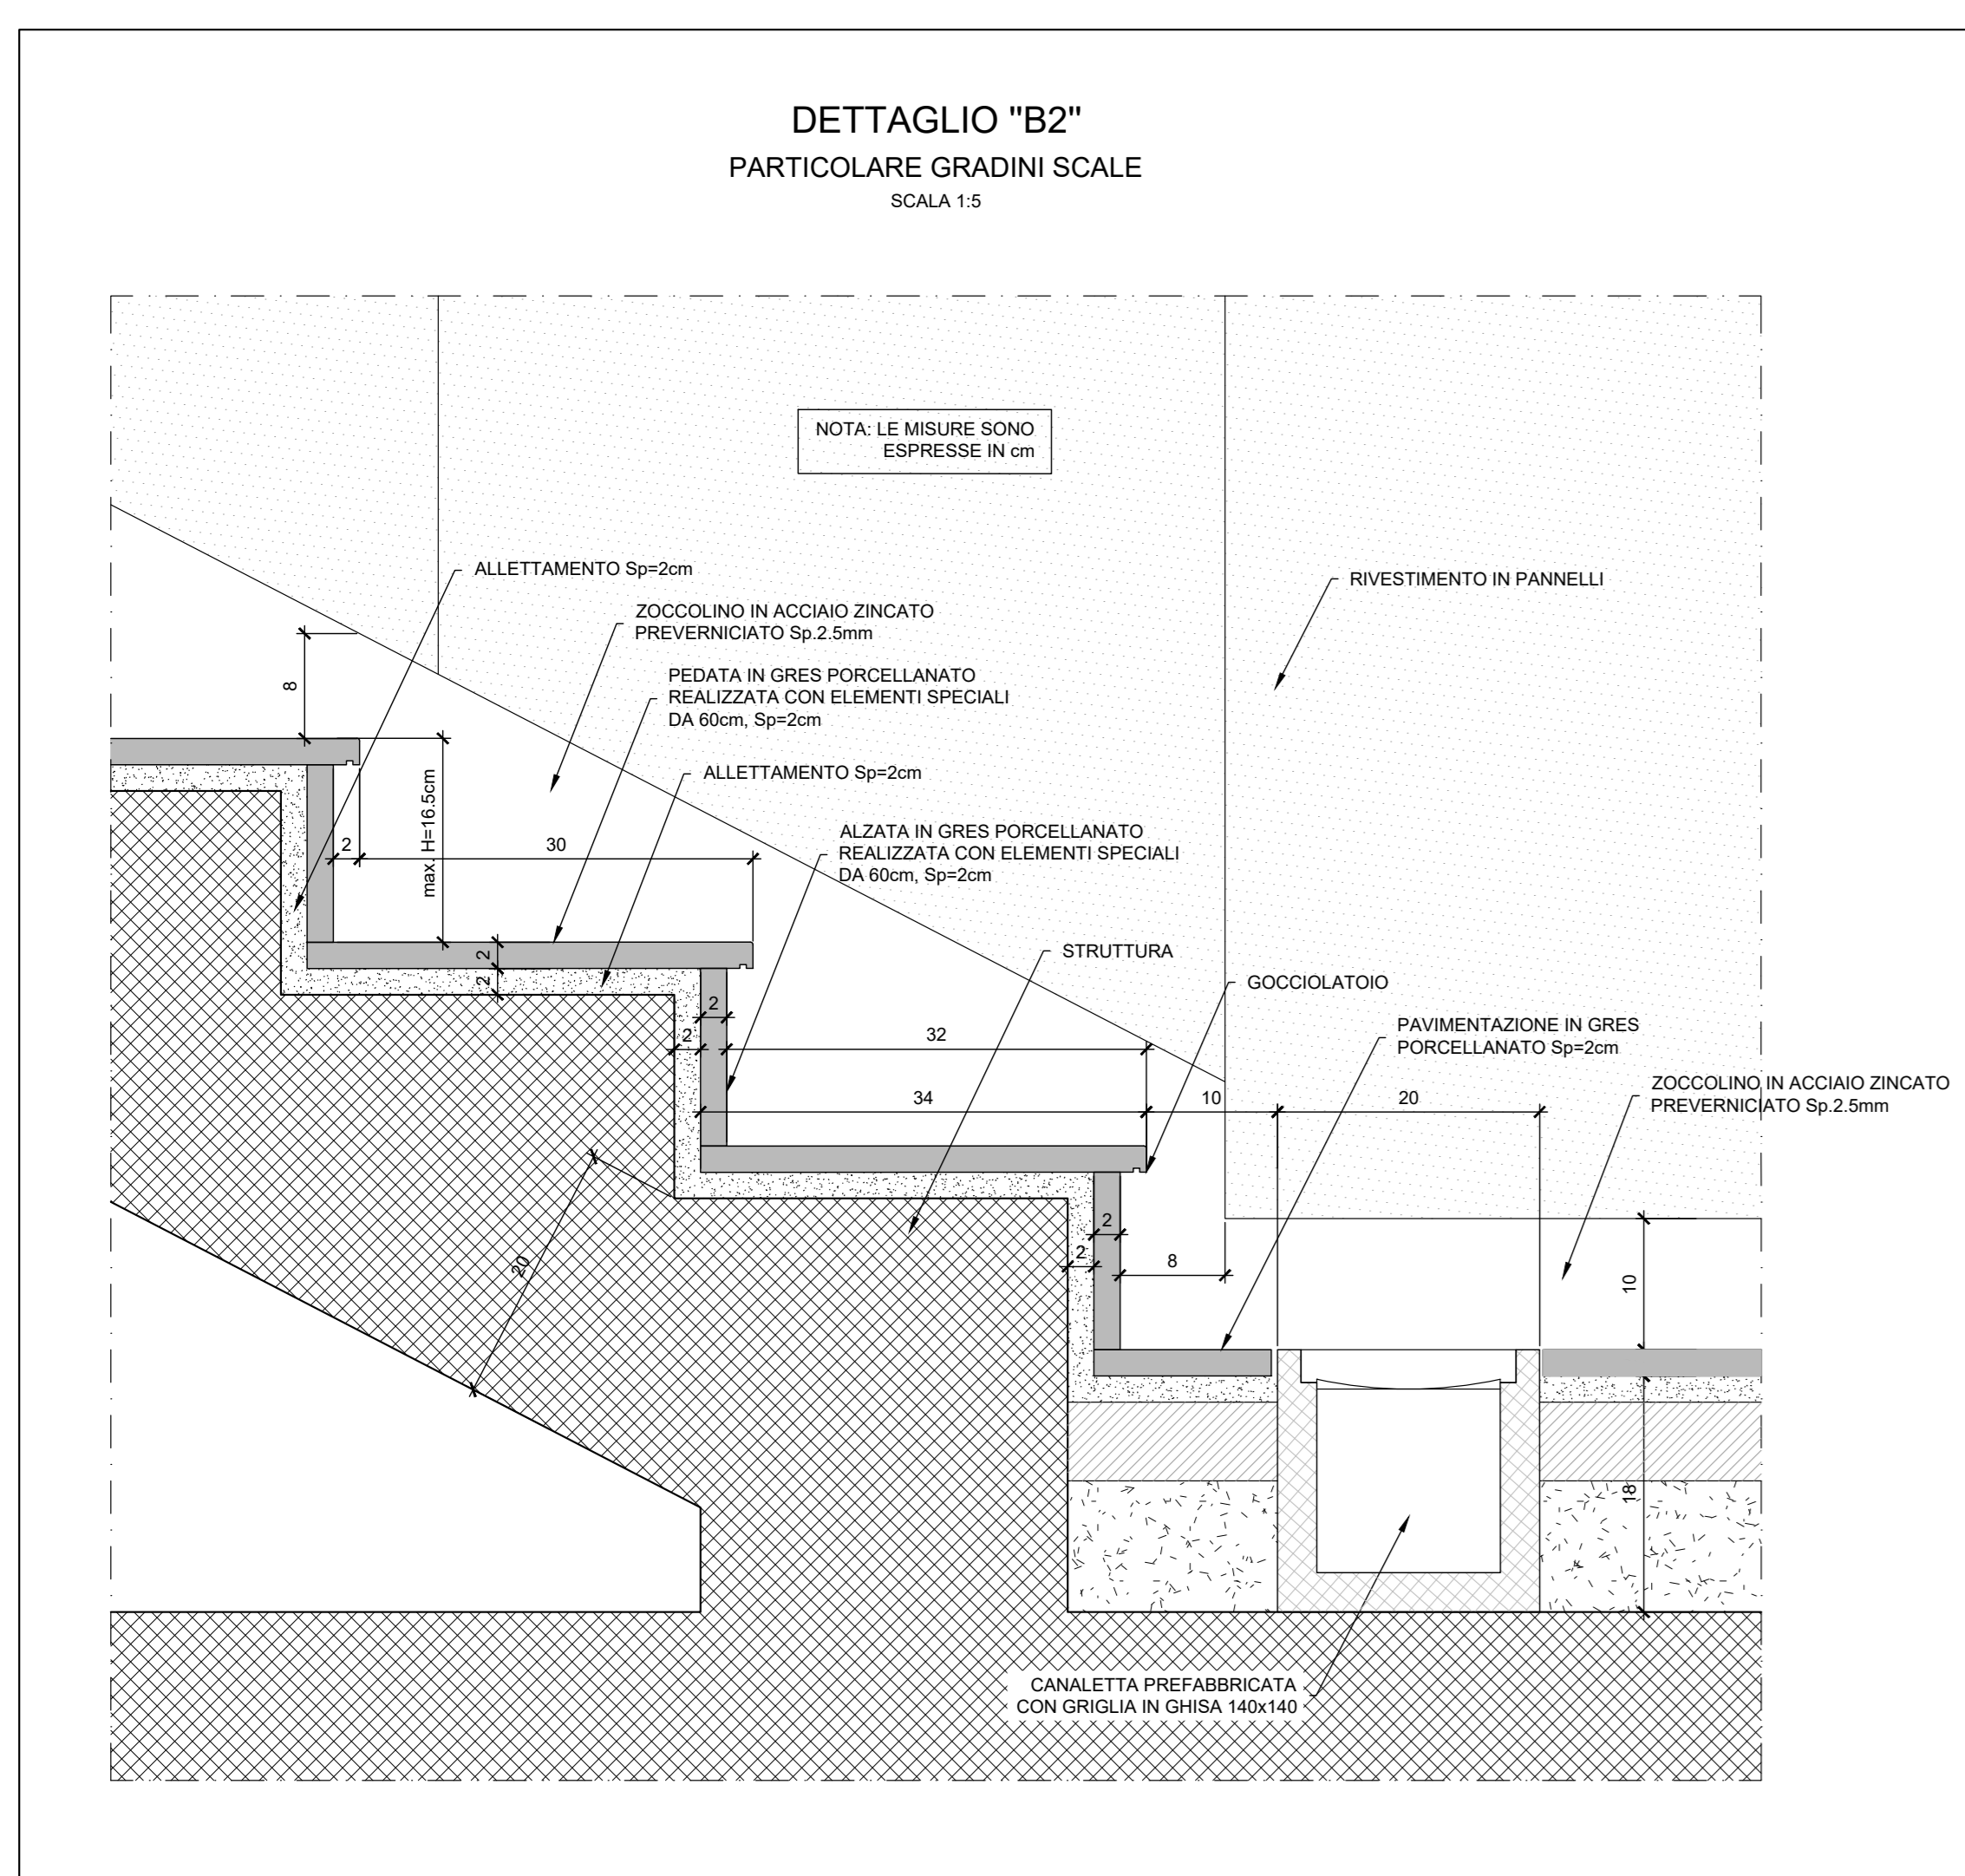 DETTAGLIO "B2"
PARTICOLARE GRADINI SCALE
SCALA 1:5
NOTA: LE MISURE SONO
ESPRESSE IN cm
ALLETTAMENTO Sp=2cm
RIVESTIMENTO IN PANNELLI
ZOCCOLINO IN ACCIAIO ZINCATO
PREVERNICIATO Sp.2.5mm
PEDATA IN GRES PORCELLANATO
REALIZZATA CON ELEMENTI SPECIALI
DA 60cm, Sp=2cm
8
ALLETTAMENTO Sp=2cm
max. H=16.5cm
2
30
ALZATA IN GRES PORCELLANATO
REALIZZATA CON ELEMENTI SPECIALI
DA 60cm, Sp=2cm
2
2
STRUTTURA
GOCCIOLATOIO
2
2
32
PAVIMENTAZIONE IN GRES
PORCELLANATO Sp=2cm
34
10
20
ZOCCOLINO IN ACCIAIO ZINCATO
PREVERNICIATO Sp.2.5mm
20
2
2
8
10
18
CANALETTA PREFABBRICATA
CON GRIGLIA IN GHISA 140x140